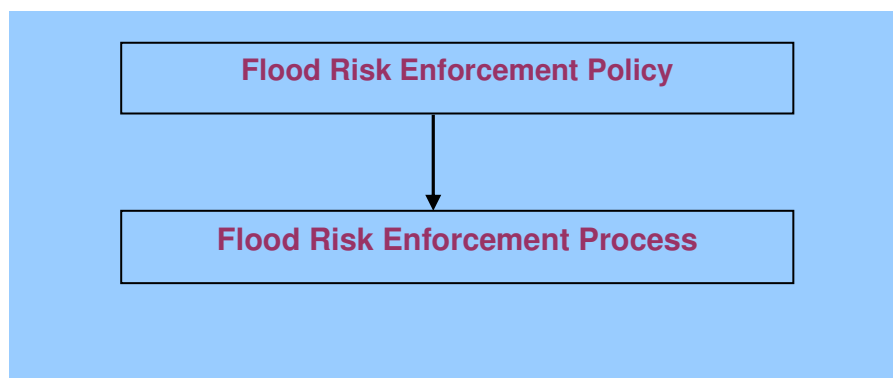 Flood Risk Enforcement Policy
Flood Risk Enforcement Process